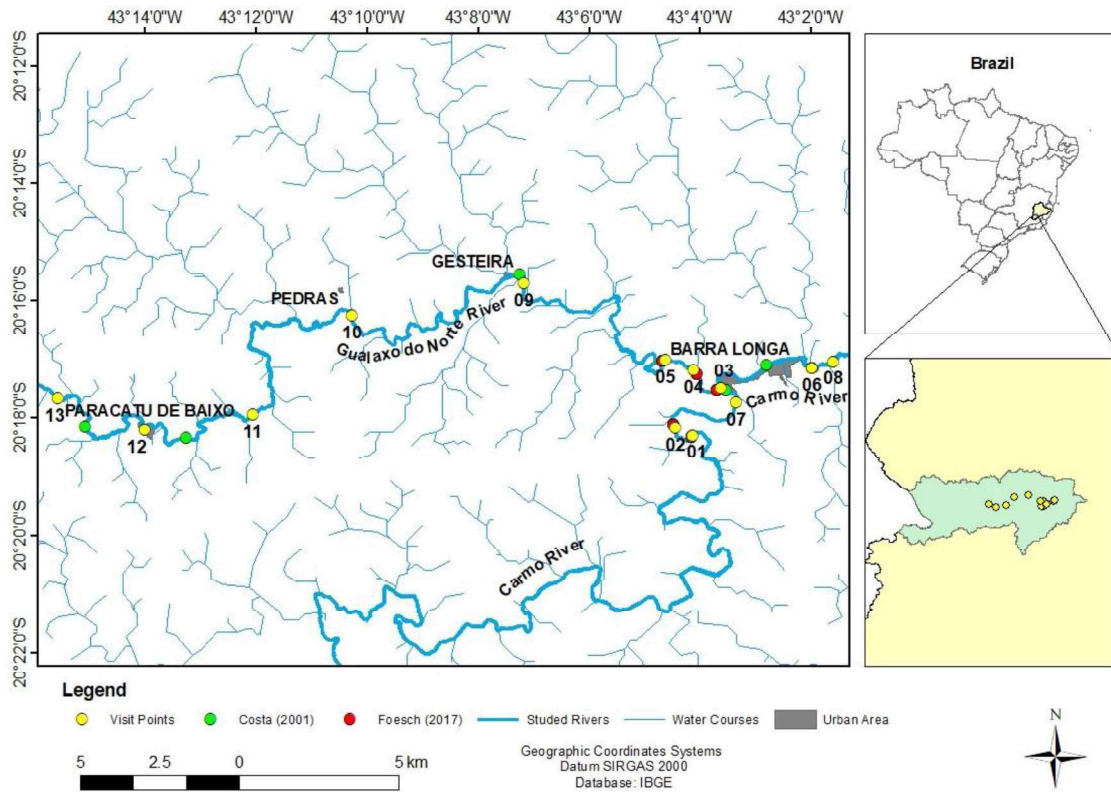 43°14'0"W 43°12'0"W 43°10'0"W 43°8'0"W 43°6'0"W 43°4'0"W 43°2'0"W
20°12'0"S
20°14'0"S
20°16'0"S
20°18'0"S
20°20'0"S
20°22'0"S
GESTEIRA
09
PEDRAS
10
Gualaxo do Norte River
BARRA LONGA
05
04
03
06
08
Carmo River
07
02
01
13
PARACATU DE BAIXO
12
11
Carmo River
Brazil
Legend
Visit Points
Costa (2001)
Foesch (2017)
Studed Rivers
Water Courses
Urban Area
5 2.5 0 5 km
Geographic Coordinates Systems
Datum SIRGAS 2000
Database: IBGE
N